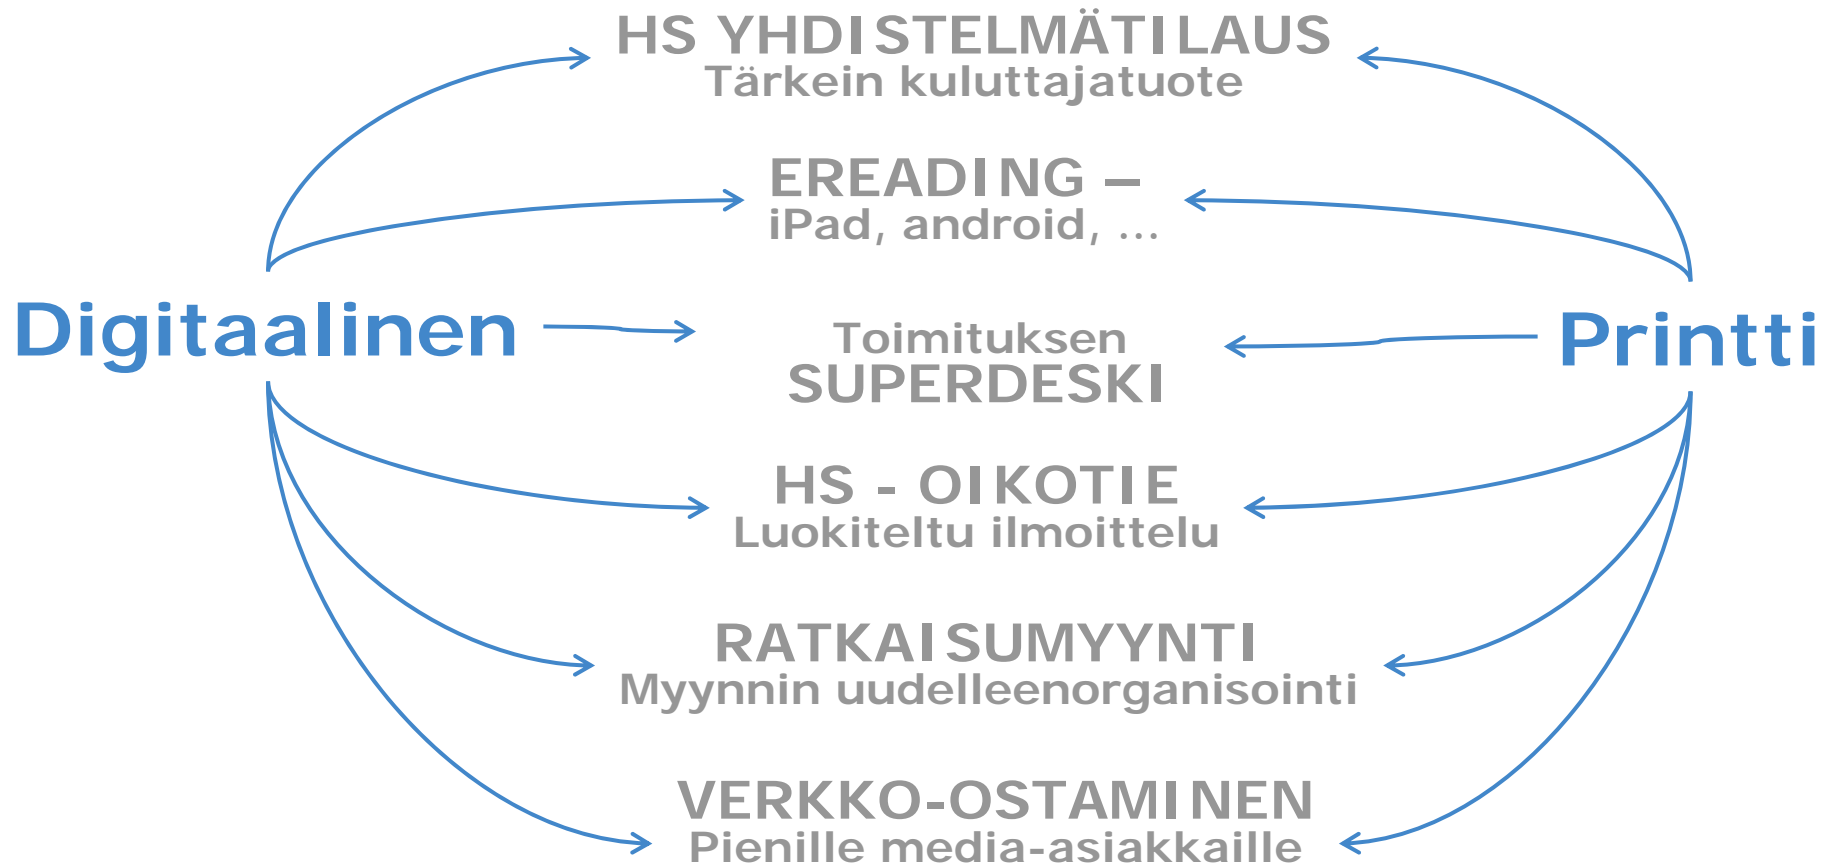 HS YHDISTELMÄTILAUS
Tärkein kuluttajatuote
EREADING –
iPad, android, ...
Digitaalinen
Toimituksen
SUPERDESKI
Printti
HS - OIKOTIE
Luokiteltu ilmoittelu
RATKAISUMYYNTI
Myynnin uudelleenorganisointi
VERKKO-OSTAMINEN
Pienille media-asiakkaille